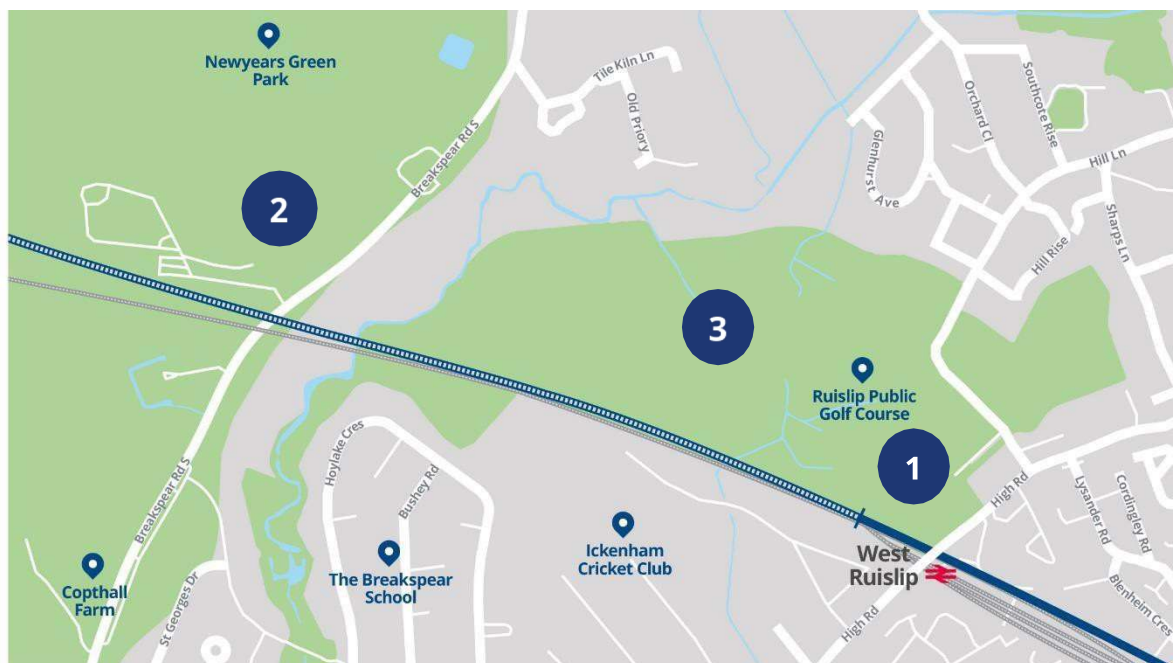 Newyears Green
Park
Tile Kiln Ln
Old Priory
Breakspear Rd S
2
Glenhurst Ave
Orchard Cl
Southcote Rise
Hill Ln
Sharps Ln
Hill Rise
3
Ruislip Public
Golf Course
1
High Rd
Lysander Rd
Cordingley Rd
Blenheim Cres
West
Ruislip
High Rd
Hoylake Cres
Bushey Rd
Ickenham
Cricket Club
The Breakspear
School
Breakspear Rd S
Copthall
Farm
St Georges Dr